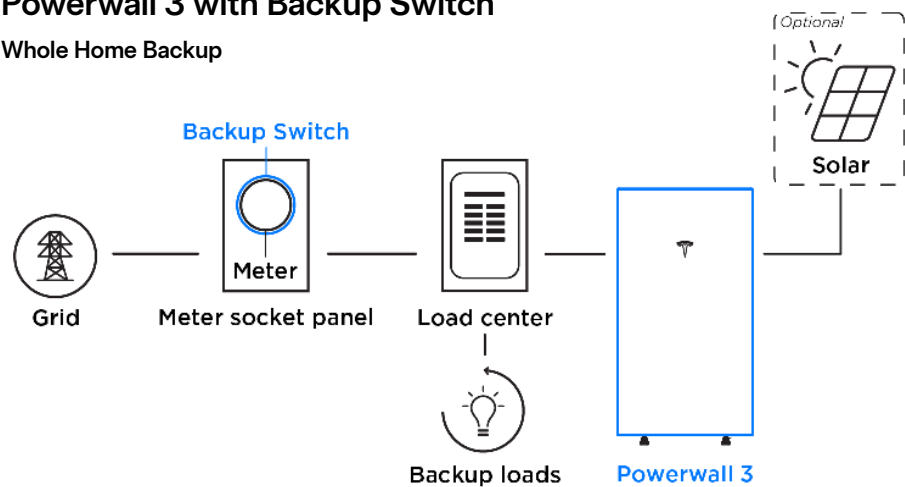 Powerwall 3 with Backup Switch
Whole Home Backup
Optional
Solar
Backup Switch
Meter
Grid
Meter socket panel
Load center
Backup loads
Powerwall 3